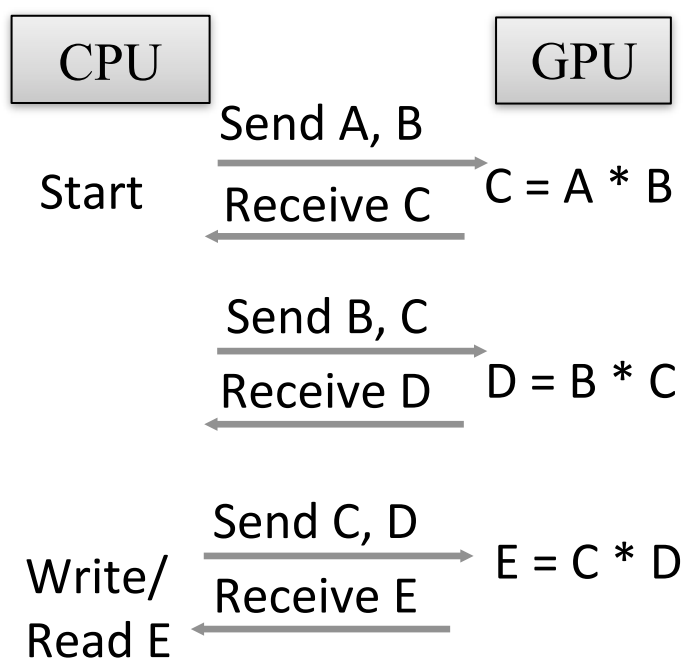 CPU
GPU
Send A, B
Start
C = A * B
Receive C
Send B, C
D = B * C
Receive D
Send C, D
E = C * D
Write/
Receive E
Read E